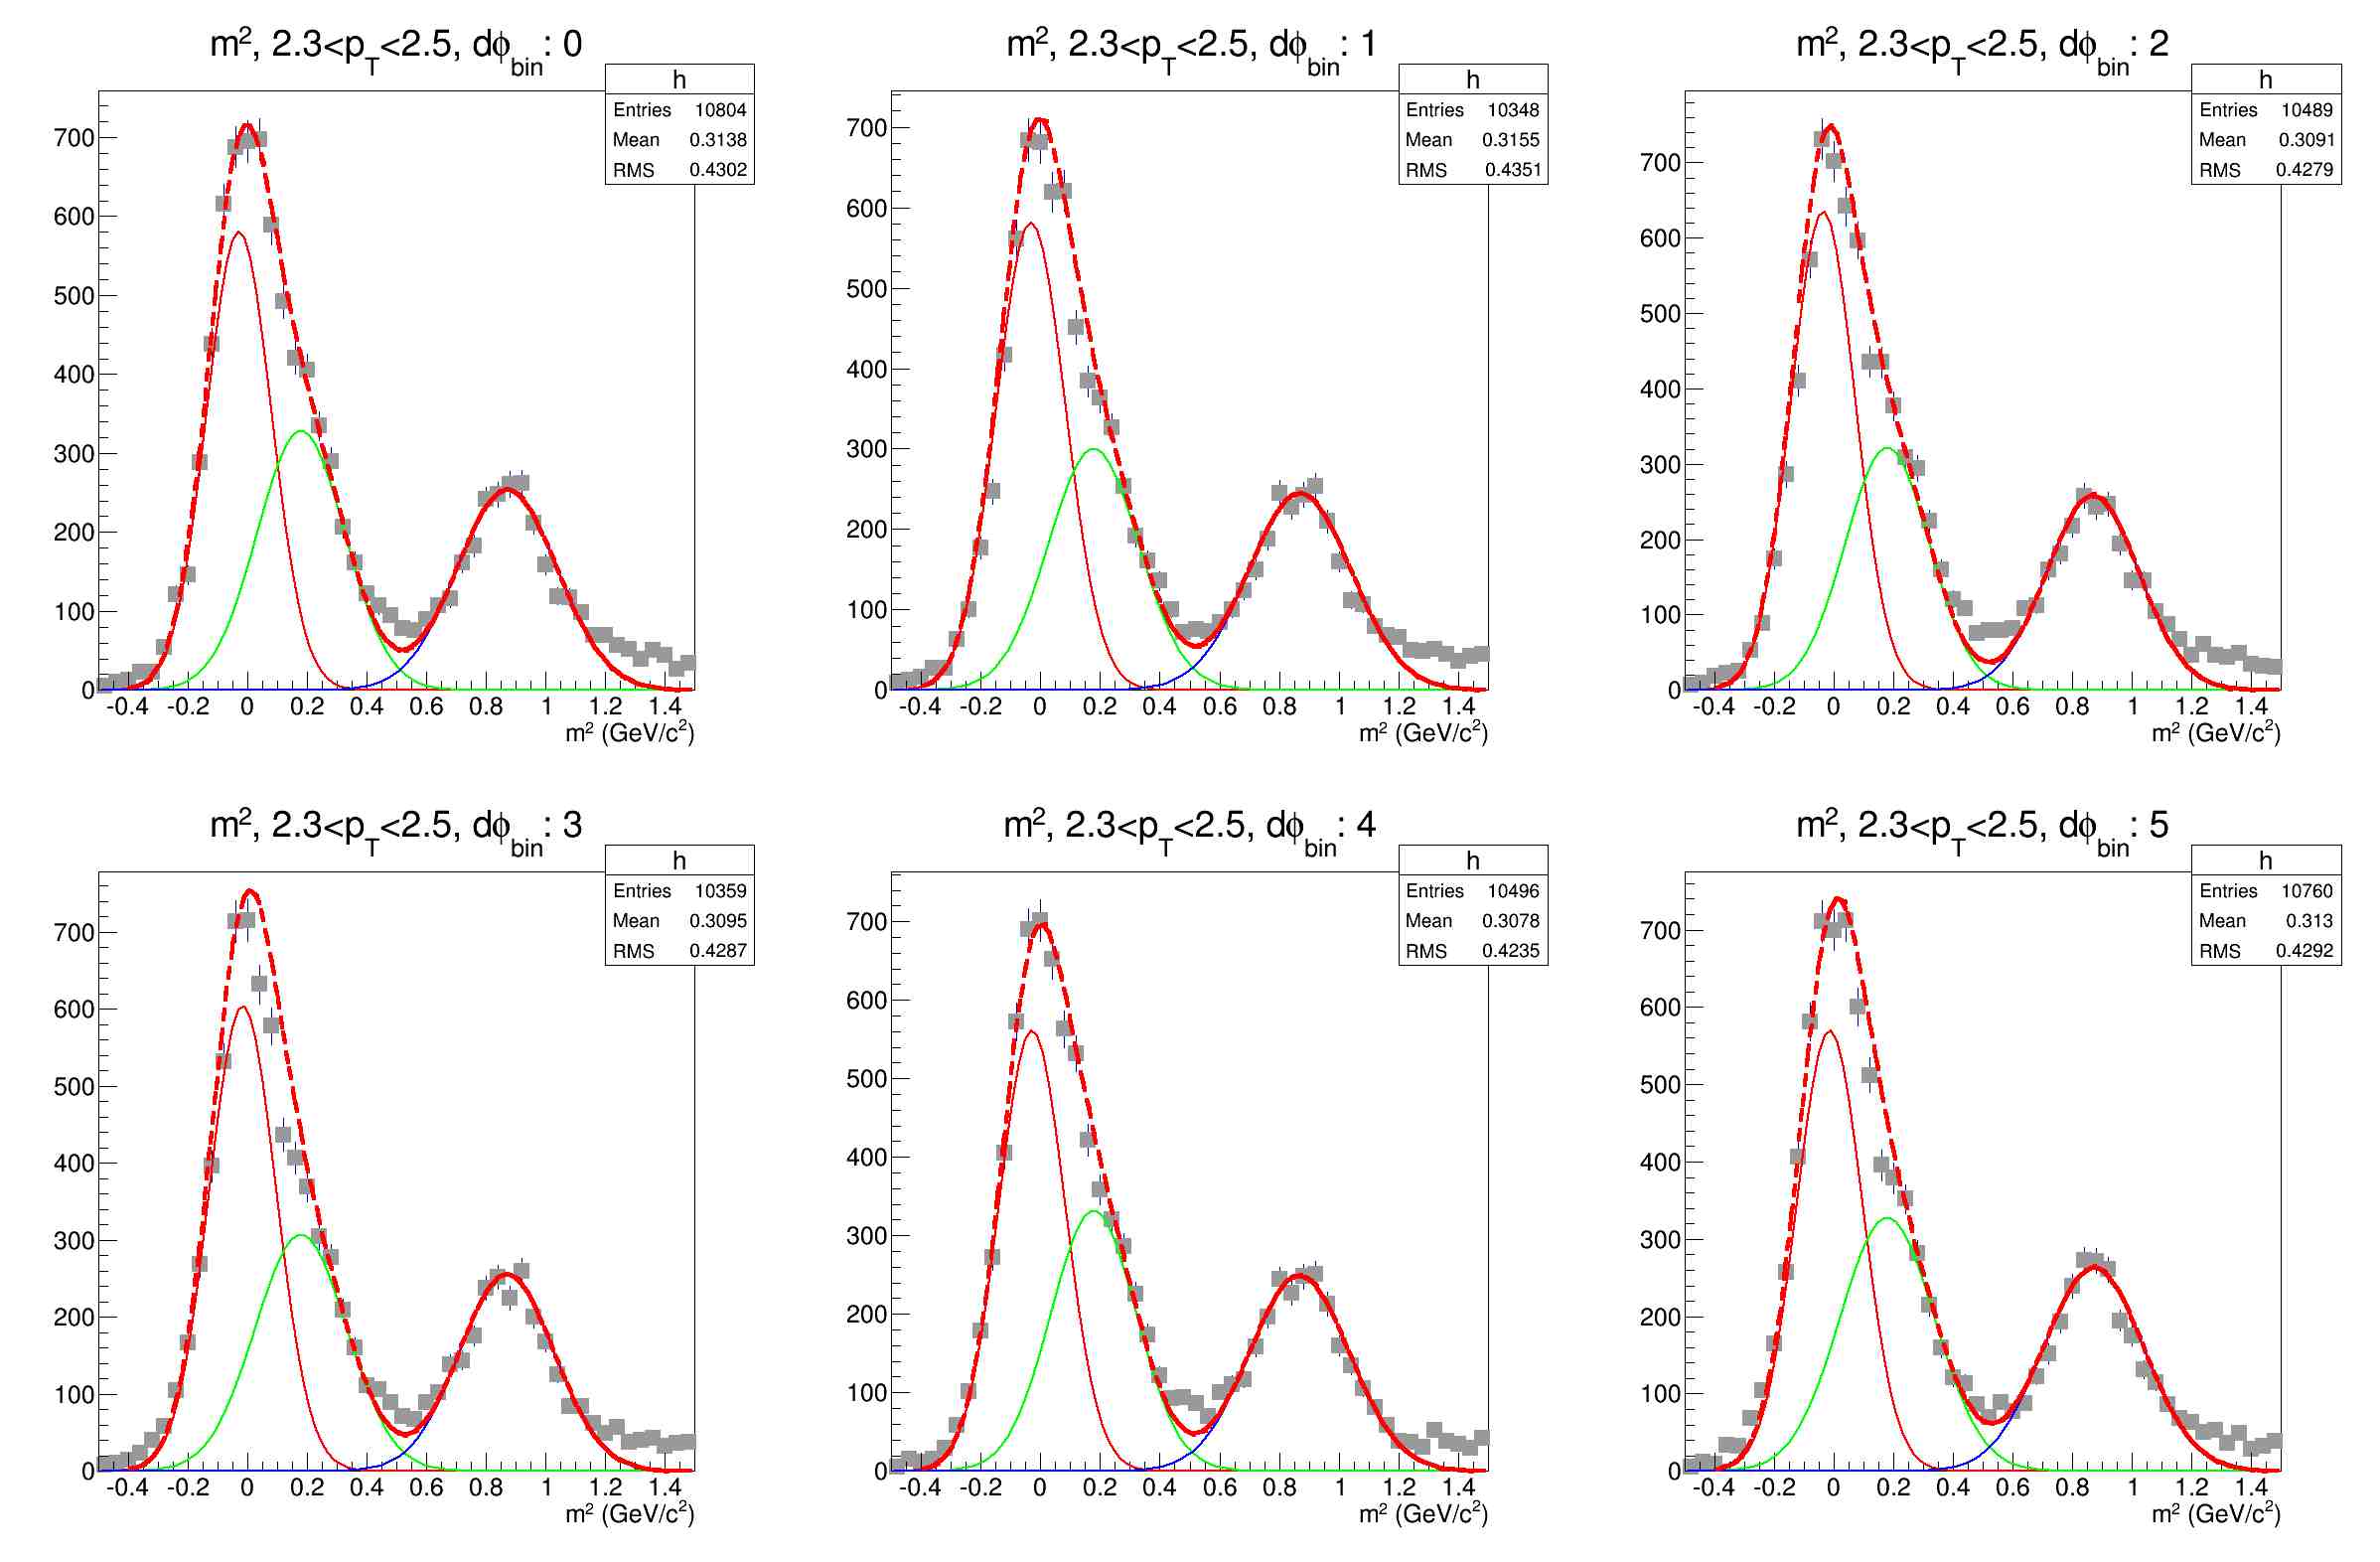 m², 2.3<p_T<2.5, dϕ_bin: 0
h
Entries 10804
Mean 0.3138
RMS 0.4302
700
600
500
400
300
200
100
0
-0.4 -0.2 0 0.2 0.4 0.6 0.8 1 1.2 1.4
m² (GeV/c²)
m², 2.3<p_T<2.5, dϕ_bin: 1
h
Entries 10348
Mean 0.3155
RMS 0.4351
700
600
500
400
300
200
100
0
-0.4 -0.2 0 0.2 0.4 0.6 0.8 1 1.2 1.4
m² (GeV/c²)
m², 2.3<p_T<2.5, dϕ_bin: 2
h
Entries 10489
Mean 0.3091
RMS 0.4279
700
600
500
400
300
200
100
0
-0.4 -0.2 0 0.2 0.4 0.6 0.8 1 1.2 1.4
m² (GeV/c²)
m², 2.3<p_T<2.5, dϕ_bin: 3
h
Entries 10359
Mean 0.3095
RMS 0.4287
700
600
500
400
300
200
100
0
-0.4 -0.2 0 0.2 0.4 0.6 0.8 1 1.2 1.4
m² (GeV/c²)
m², 2.3<p_T<2.5, dϕ_bin: 4
h
Entries 10496
Mean 0.3078
RMS 0.4235
700
600
500
400
300
200
100
0
-0.4 -0.2 0 0.2 0.4 0.6 0.8 1 1.2 1.4
m² (GeV/c²)
m², 2.3<p_T<2.5, dϕ_bin: 5
h
Entries 10760
Mean 0.313
RMS 0.4292
700
600
500
400
300
200
100
0
-0.4 -0.2 0 0.2 0.4 0.6 0.8 1 1.2 1.4
m² (GeV/c²)